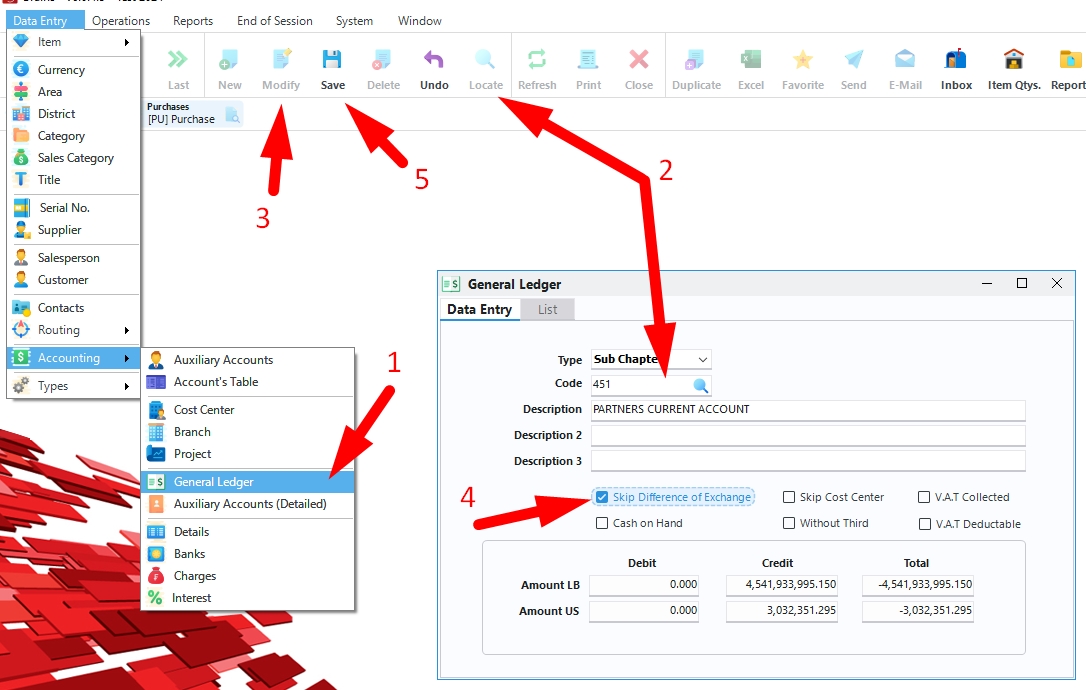 Data Entry Operations Reports End of Session System Window
Item
Currency
Area
District
Category
Sales Category
Title
Serial No.
Supplier
Salesperson
Customer
Contacts
Routing
Accounting
Types
Last New Modify Save Delete Undo Locate Refresh Print Close Duplicate Excel Favorite Send E-Mail Inbox Item Qtys. Report
Purchases
[PU] Purchase
3
5
2
1
4
Auxiliary Accounts
Account's Table
Cost Center
Branch
Project
General Ledger
Auxiliary Accounts (Detailed)
Details
Banks
Charges
Interest
General Ledger
Data Entry List
Type Sub Chapte
Code 451
Description PARTNERS CURRENT ACCOUNT
Description 2
Description 3
Skip Difference of Exchange Skip Cost Center V.A.T Collected
Cash on Hand Without Third V.A.T Deductable
Debit Credit Total
Amount LB 0.000 4,541,933,995.150 -4,541,933,995.150
Amount US 0.000 3,032,351.295 -3,032,351.295